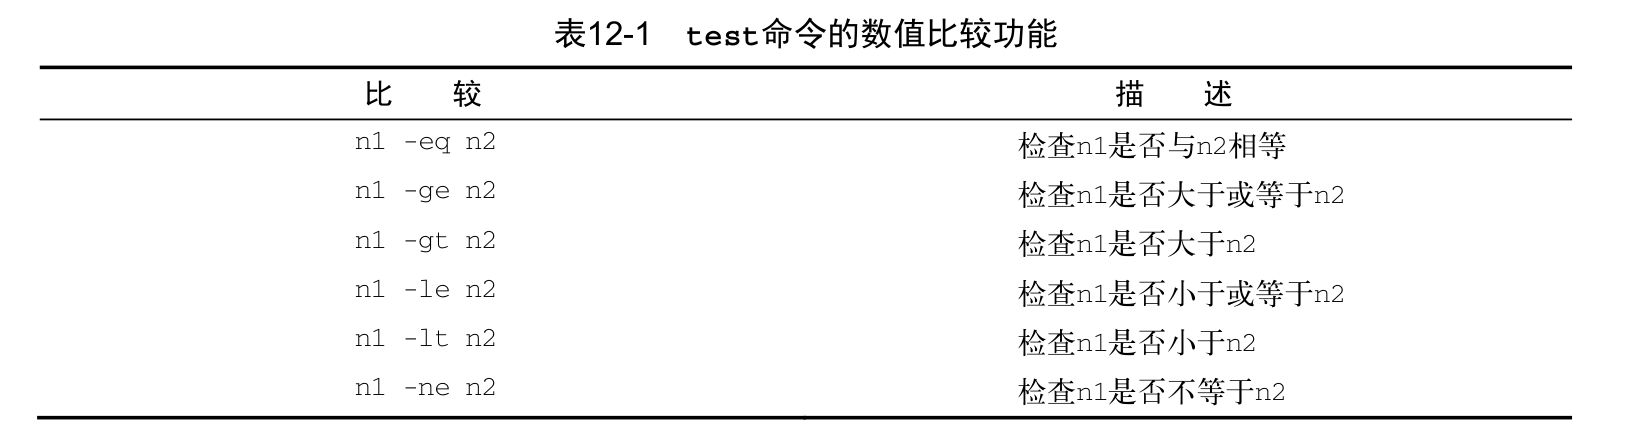 表12-1 test命令的数值比较功能
比 较 描 述
n1 -eq n2 检查n1是否与n2相等
n1 -ge n2 检查n1是否大于或等于n2
n1 -gt n2 检查n1是否大于n2
n1 -le n2 检查n1是否小于或等于n2
n1 -lt n2 检查n1是否小于n2
n1 -ne n2 检查n1是否不等于n2